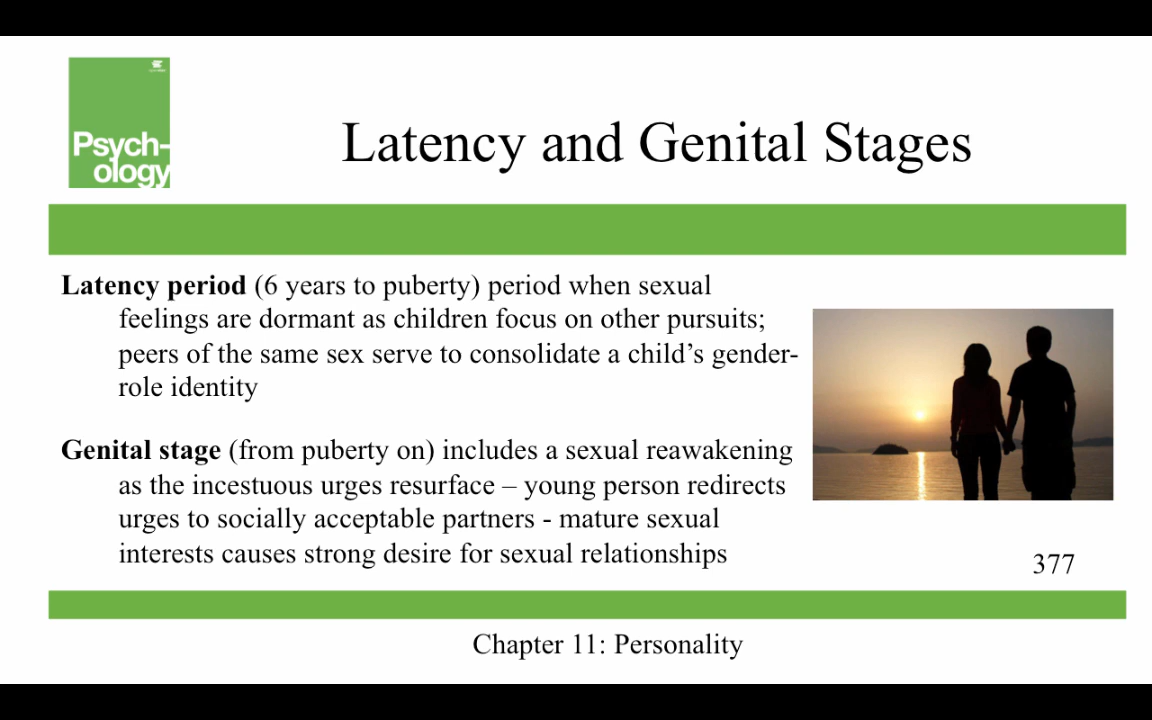 Psych-
ology
Latency and Genital Stages
Latency period (6 years to puberty) period when sexual
feelings are dormant as children focus on other pursuits;
peers of the same sex serve to consolidate a child’s gender-
role identity
Genital stage (from puberty on) includes a sexual reawakening
as the incestuous urges resurface – young person redirects
urges to socially acceptable partners - mature sexual
interests causes strong desire for sexual relationships
377
Chapter 11: Personality